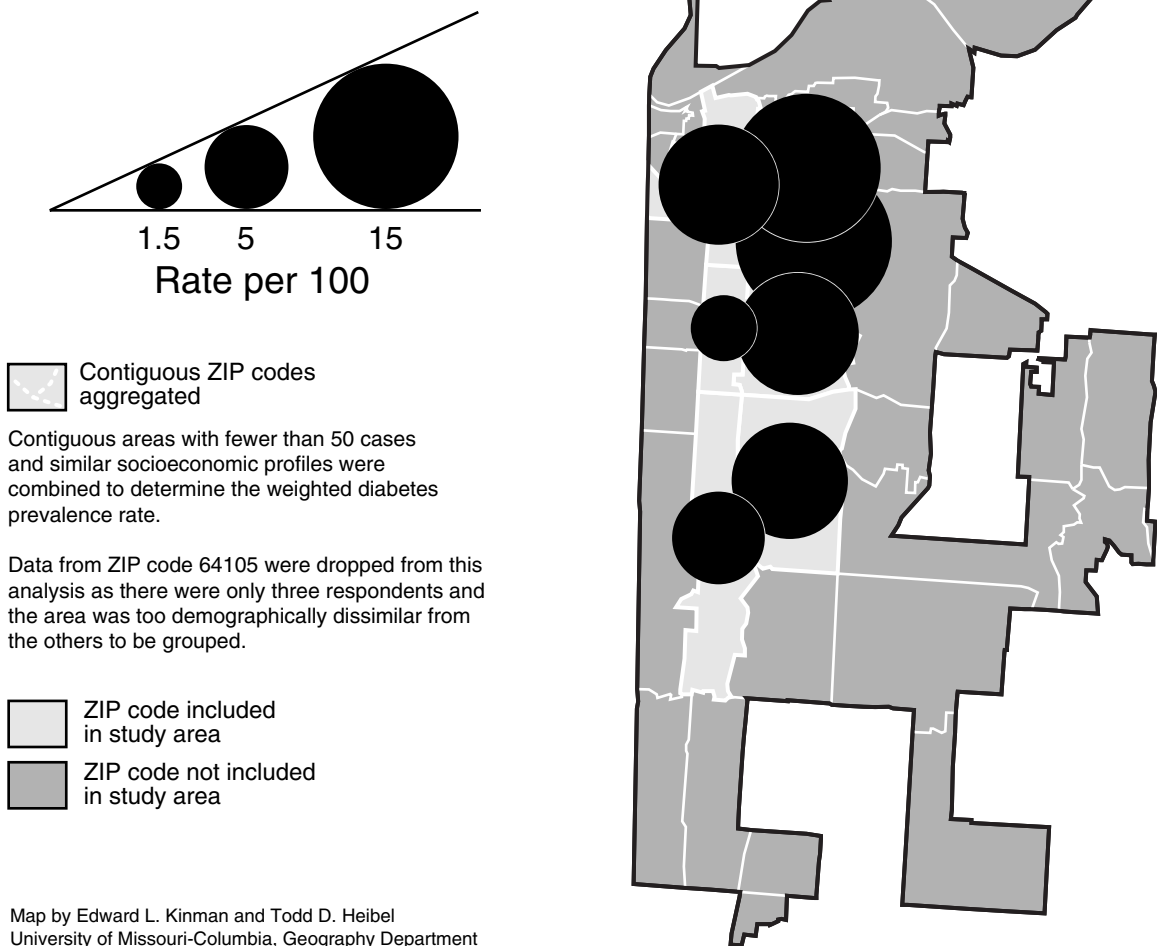 1.5 5 15
Rate per 100
Contiguous ZIP codes
aggregated
Contiguous areas with fewer than 50 cases
and similar socioeconomic profiles were
combined to determine the weighted diabetes
prevalence rate.
Data from ZIP code 64105 were dropped from this
analysis as there were only three respondents and
the area was too demographically dissimilar from
the others to be grouped.
ZIP code included
in study area
ZIP code not included
in study area
Map by Edward L. Kinman and Todd D. Heibel
University of Missouri-Columbia, Geography Department